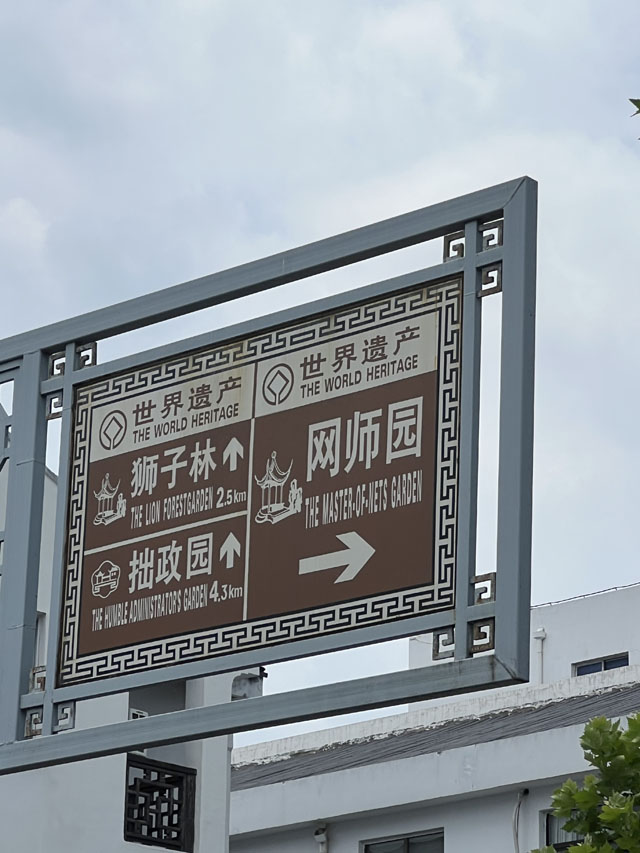 世界遗产
THE WORLD HERITAGE
狮子林
THE LION FORESTGARDEN 2.5km
拙政园
THE HUMBLE ADMINISTRATOR'S GARDEN 4.3km
世界遗产
THE WORLD HERITAGE
网师园
THE MASTER-OF-NETS GARDEN